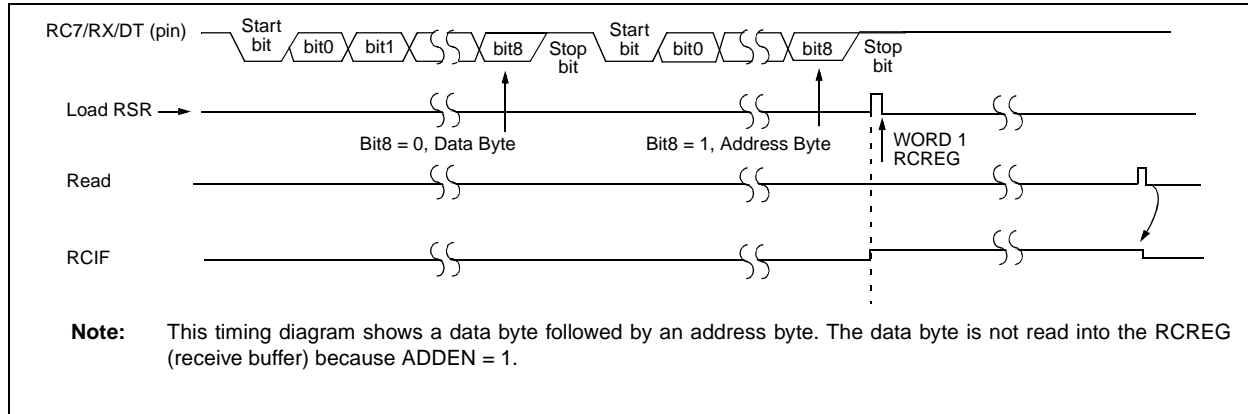 RC7/RX/DT (pin)
Start bit
bit0
bit1
bit8
Stop bit
Start bit
bit0
bit8
Stop bit
Load RSR
Bit8 = 0, Data Byte
Bit8 = 1, Address Byte
WORD 1
RCREG
Read
RCIF
Note: This timing diagram shows a data byte followed by an address byte. The data byte is not read into the RCREG
(receive buffer) because ADDEN = 1.